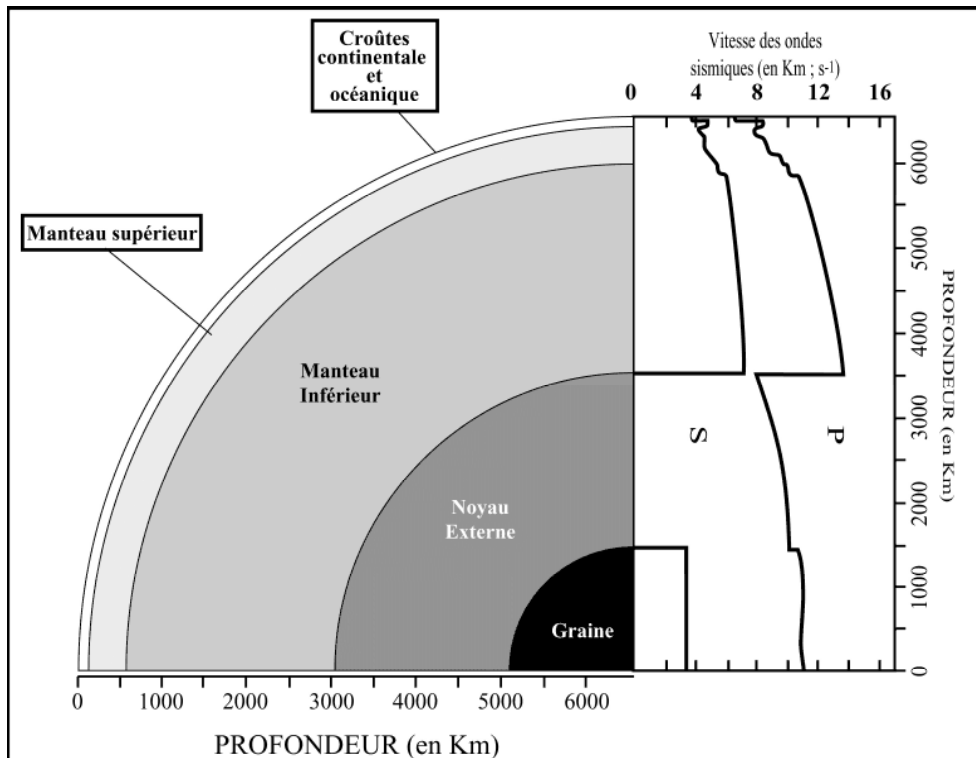 Croûtes
continentale
et
océanique
Manteau supérieur
Manteau
Inférieur
Noyau
Externe
Graine
0 1000 2000 3000 4000 5000 6000
PROFONDEUR (en Km)
Vitesse des ondes
sismiques (en Km ; s-1)
0 4 8 12 16
S
P
6000
5000
4000
3000
2000
1000
0
PROFONDEUR (en Km)